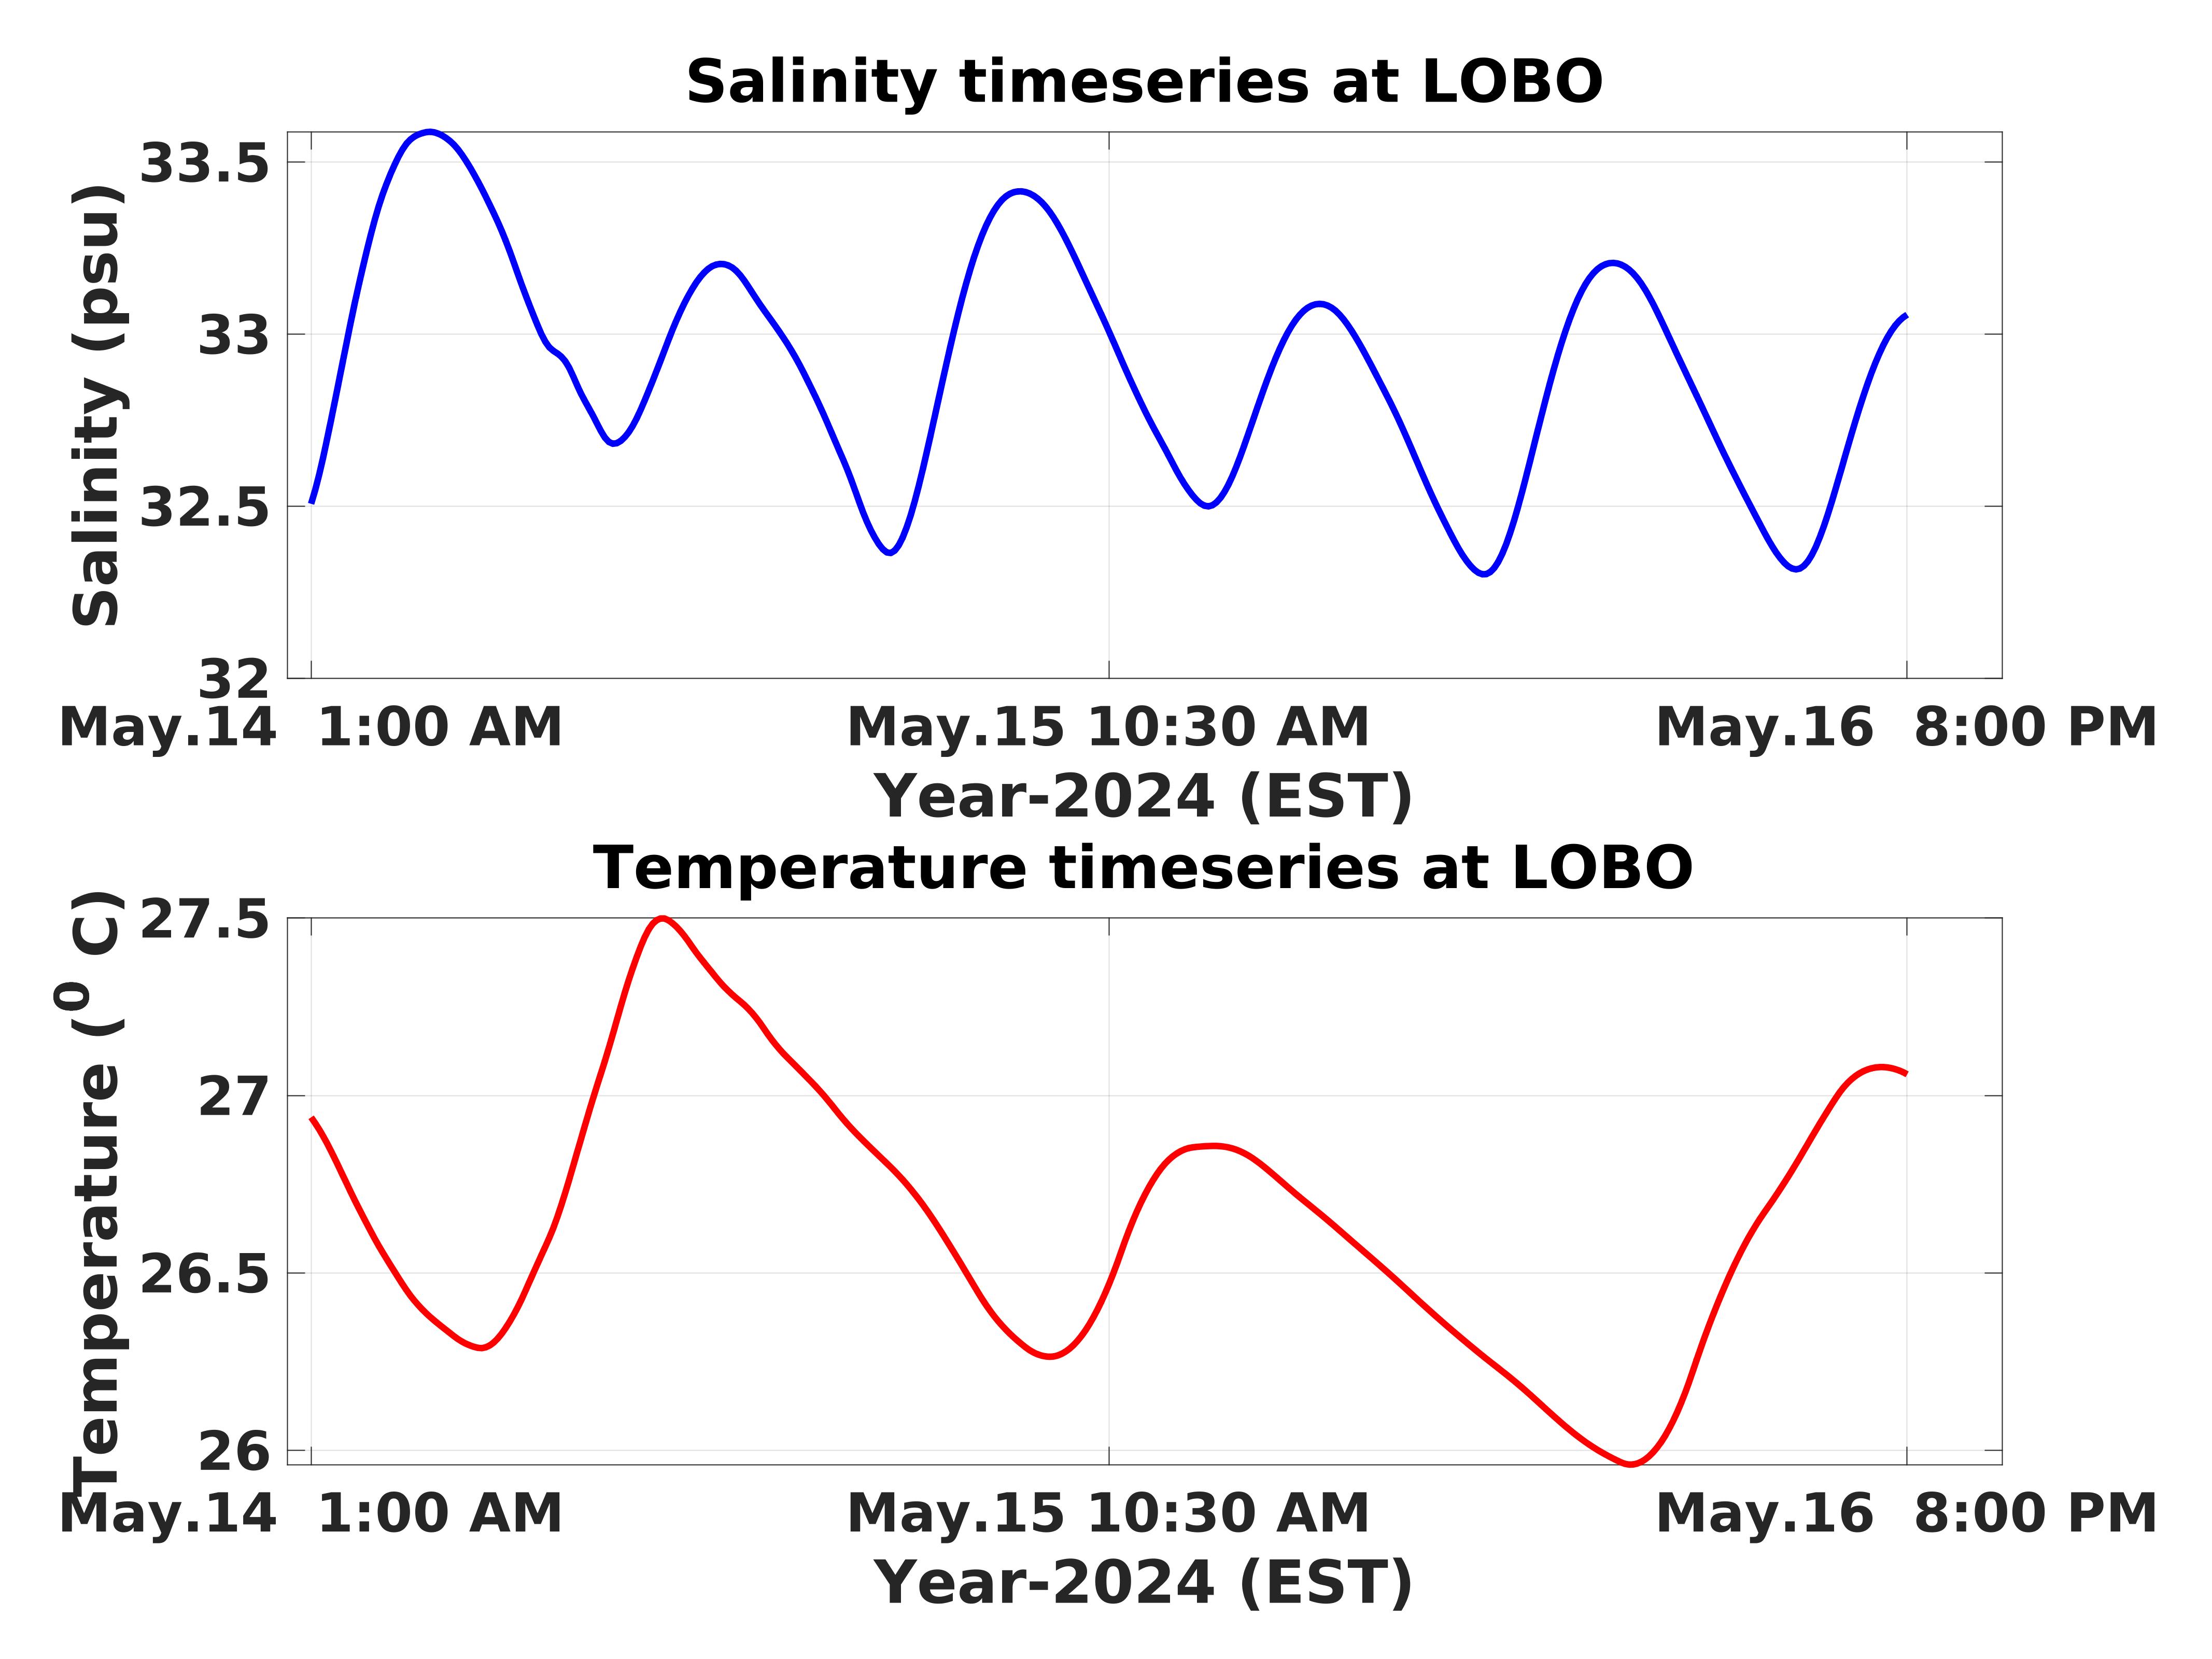 Salinity timeseries at LOBO
Salinity (psu)
33.5
33
32.5
32
May.14 1:00 AM May.15 10:30 AM May.16 8:00 PM
Year-2024 (EST)
Temperature timeseries at LOBO
Temperature (⁰ C)
27.5
27
26.5
26
May.14 1:00 AM May.15 10:30 AM May.16 8:00 PM
Year-2024 (EST)